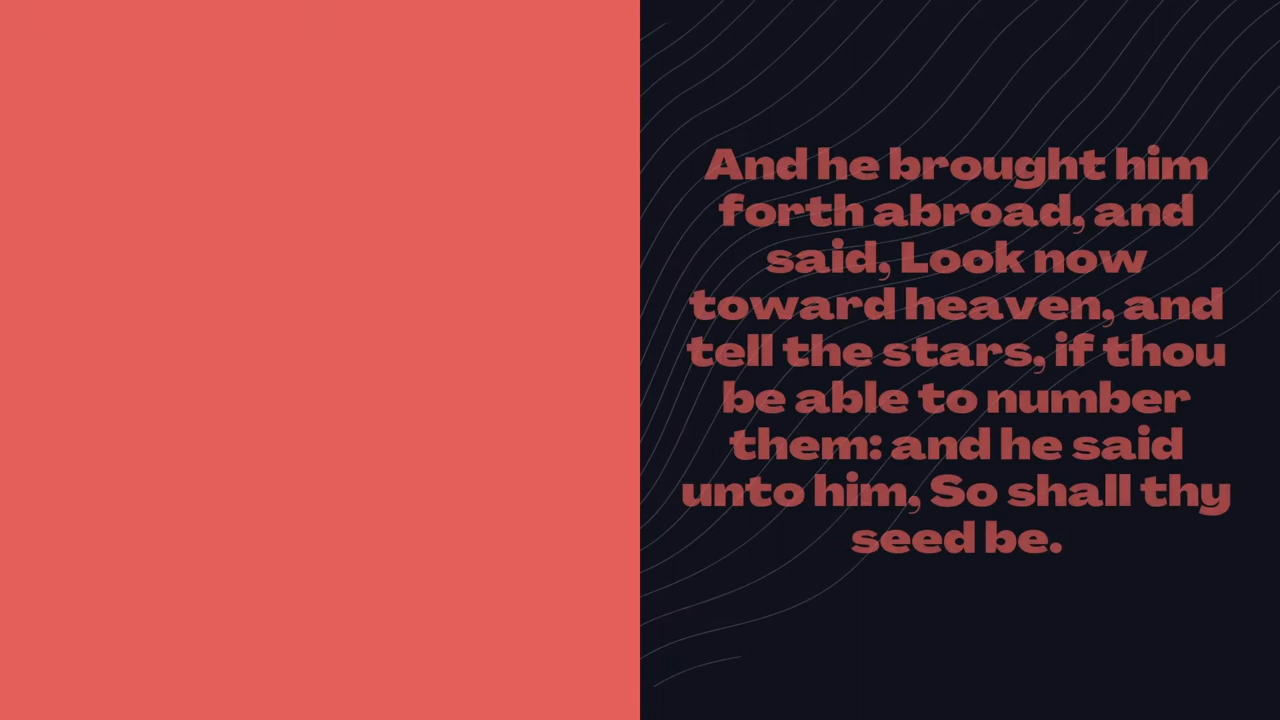 And he brought him
forth abroad, and
said, Look now
toward heaven, and
tell the stars, if thou
be able to number
them: and he said
unto him, So shall thy
seed be.